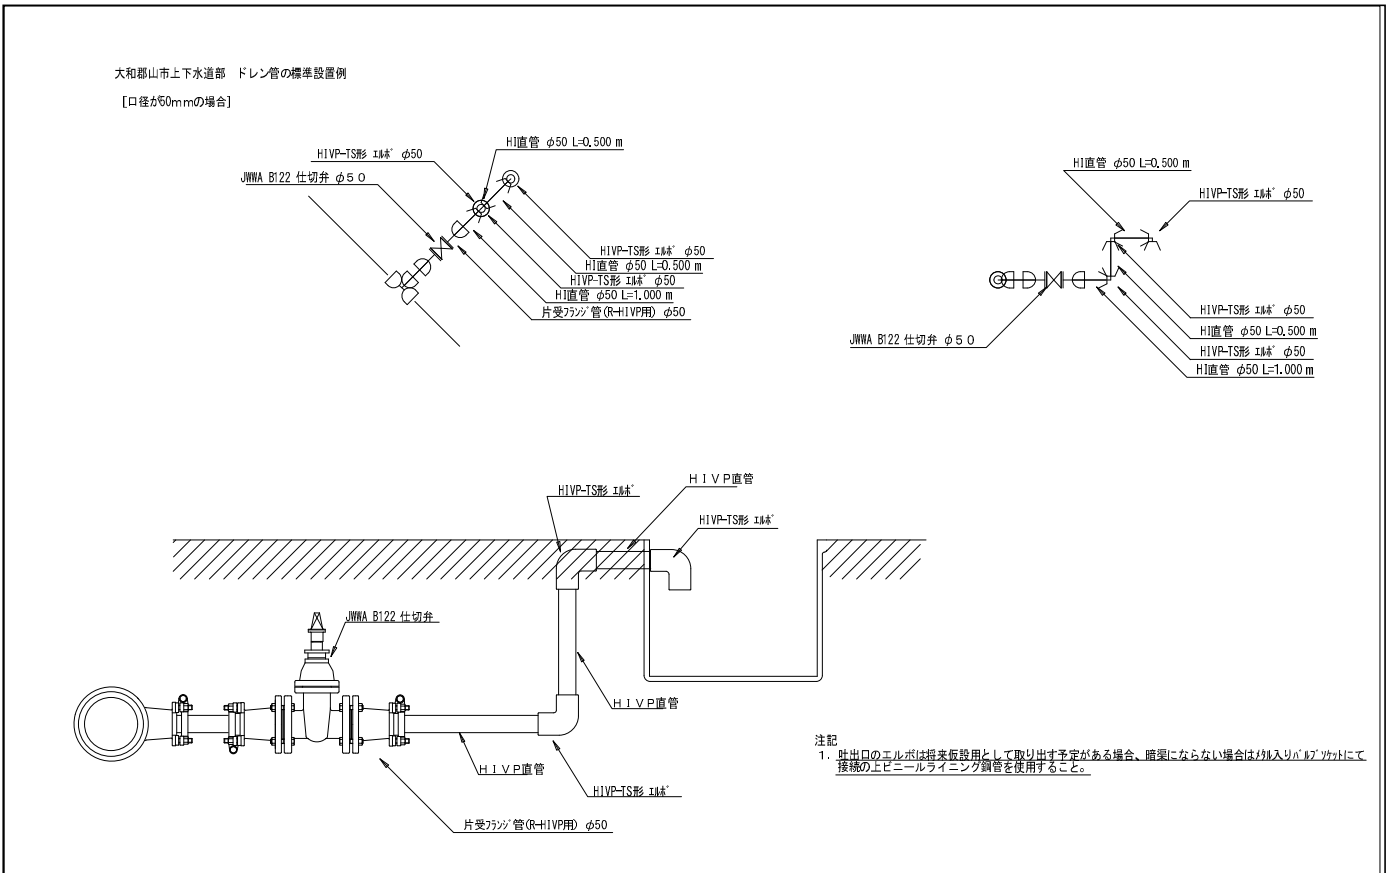 大和郡山市上下水道部　ドレン管の標準設置例
［口径が50ｍｍの場合］
HI直管 φ50 L=0.500 m
HIVP-TS形 ｴﾙﾎﾞ φ50
JWWA B122 仕切弁 φ５０
HIVP-TS形 ｴﾙﾎﾞ φ50
HI直管 φ50 L=0.500 m
HIVP-TS形 ｴﾙﾎﾞ φ50
HI直管 φ50 L=1.000 m
片受ﾌﾗﾝｼﾞ管(R-HIVP用) φ50
HI直管 φ50 L=0.500 m
HIVP-TS形 ｴﾙﾎﾞ φ50
HIVP-TS形 ｴﾙﾎﾞ φ50
HI直管 φ50 L=0.500 m
JWWA B122 仕切弁 φ５０
HIVP-TS形 ｴﾙﾎﾞ φ50
HI直管 φ50 L=1.000 m
ＨＩＶＰ直管
HIVP-TS形 ｴﾙﾎﾞ
HIVP-TS形 ｴﾙﾎﾞ
JWWA B122 仕切弁
ＨＩＶＰ直管
ＨＩＶＰ直管
HIVP-TS形 ｴﾙﾎﾞ
片受ﾌﾗﾝｼﾞ管(R-HIVP用) φ50
注記
１．吐出口のエルボは将来仮設用として取り出す予定がある場合、暗渠にならない場合はﾒﾀﾙ入りﾊﾞﾙﾌﾞｿｹｯﾄにて
接続の上ビニールライニング鋼管を使用すること。